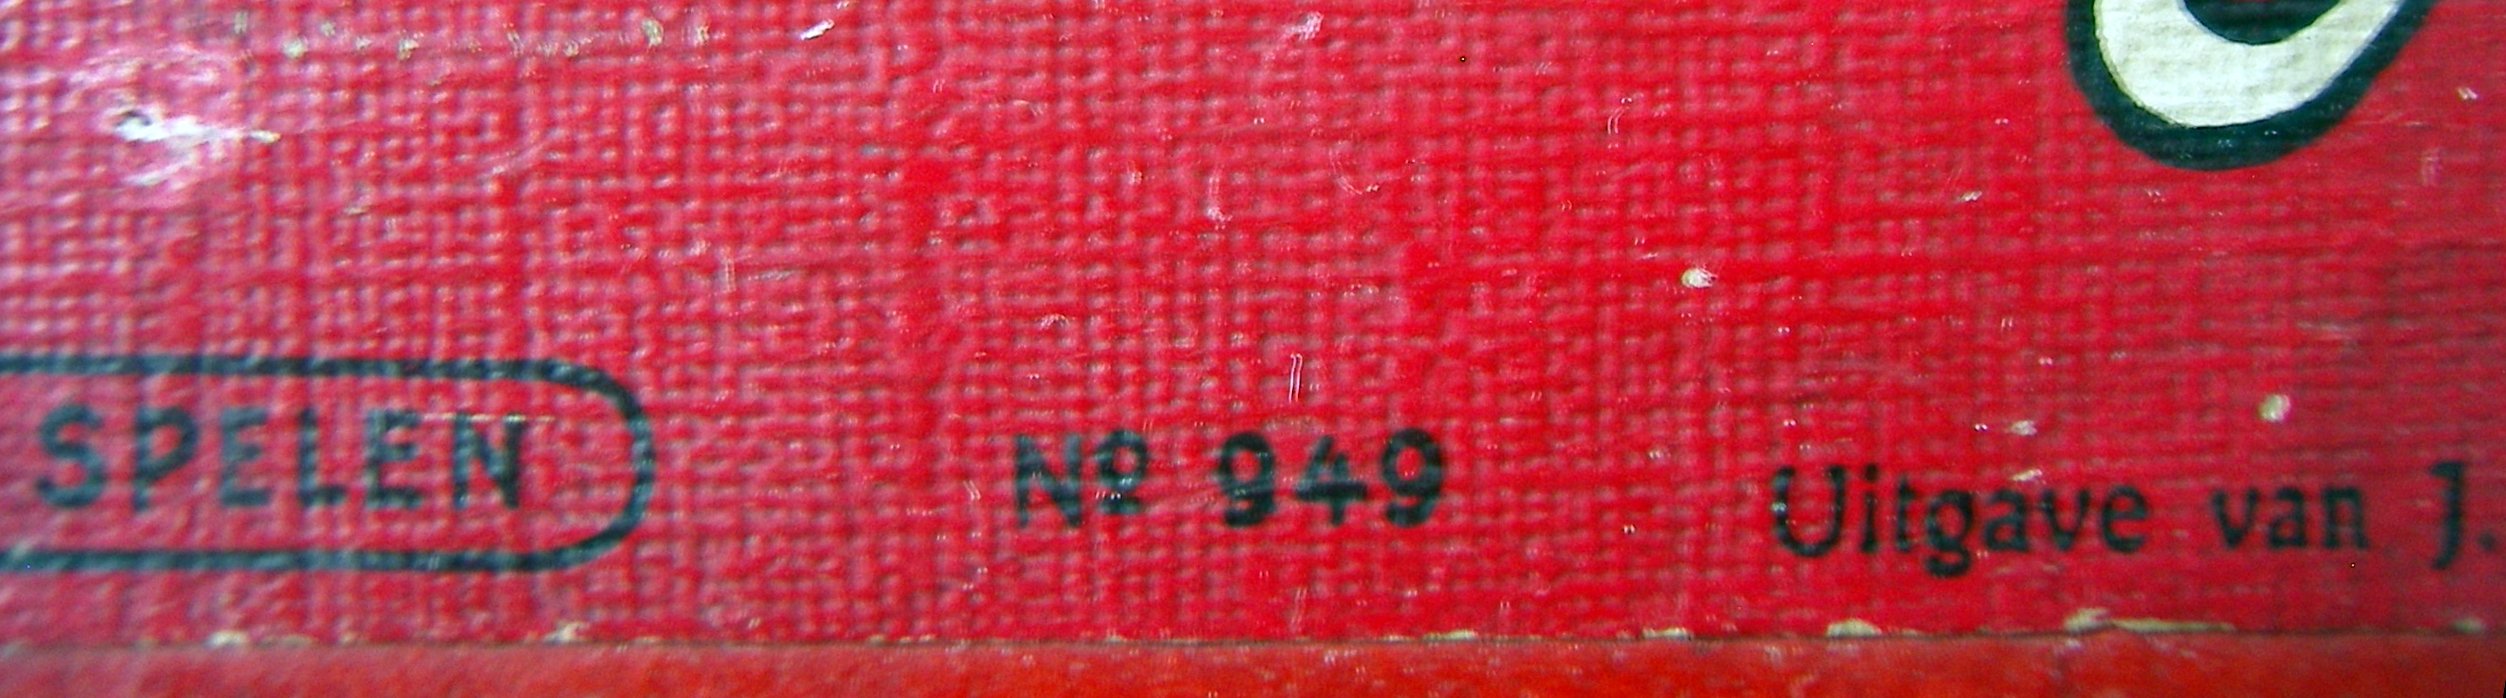 SPELEN
Nº 949
Uitgave van J.